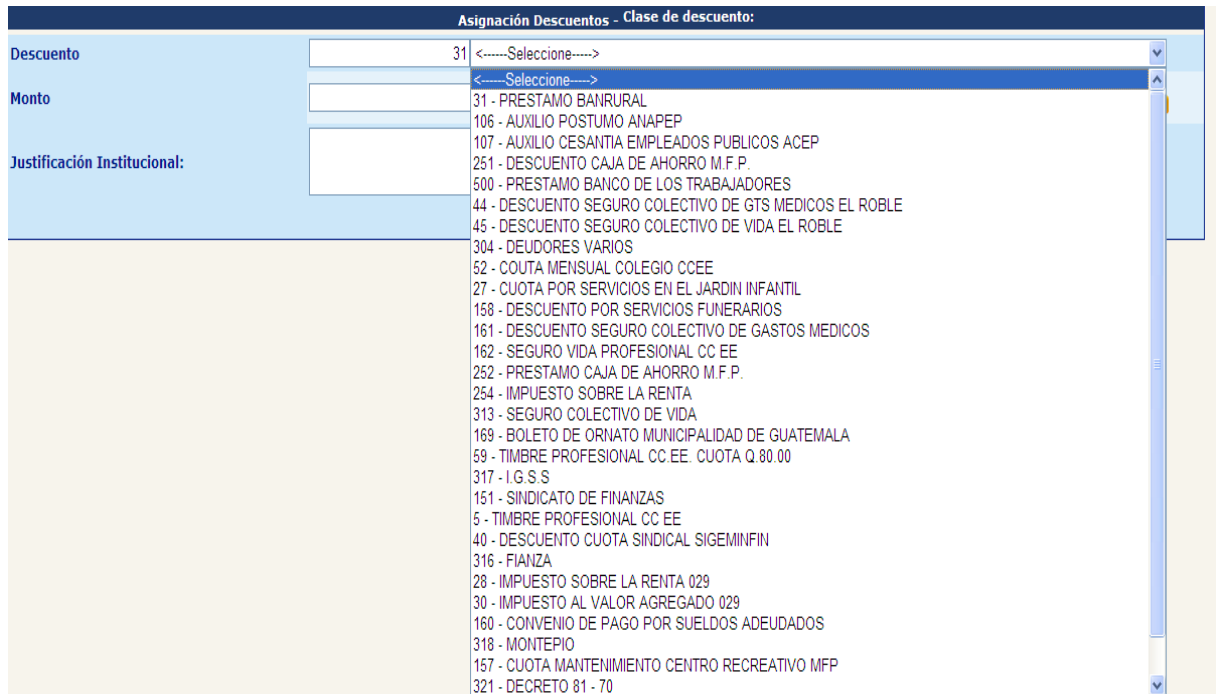 Asignación Descuentos - Clase de descuento:
Descuento 31 <-----Seleccione----->
<-----Seleccione----->
Monto
Justificación Institucional:
31 - PRESTAMO BANRURAL
106 - AUXILIO POSTUMO ANAPEP
107 - AUXILIO CESANTIA EMPLEADOS PUBLICOS ACEP
251 - DESCUENTO CAJA DE AHORRO M.F.P.
500 - PRESTAMO BANCO DE LOS TRABAJADORES
44 - DESCUENTO SEGURO COLECTIVO DE GTS MEDICOS EL ROBLE
45 - DESCUENTO SEGURO COLECTIVO DE VIDA EL ROBLE
304 - DEUDORES VARIOS
52 - COUTA MENSUAL COLEGIO CCEE
27 - CUOTA POR SERVICIOS EN EL JARDIN INFANTIL
158 - DESCUENTO POR SERVICIOS FUNERARIOS
161 - DESCUENTO SEGURO COLECTIVO DE GASTOS MEDICOS
162 - SEGURO VIDA PROFESIONAL CC EE
252 - PRESTAMO CAJA DE AHORRO M.F.P.
254 - IMPUESTO SOBRE LA RENTA
313 - SEGURO COLECTIVO DE VIDA
169 - BOLETO DE ORNATO MUNICIPALIDAD DE GUATEMALA
59 - TIMBRE PROFESIONAL CC.EE. CUOTA Q.80.00
317 - I.G.S.S
151 - SINDICATO DE FINANZAS
5 - TIMBRE PROFESIONAL CC EE
40 - DESCUENTO CUOTA SINDICAL SIGEMINFIN
316 - FIANZA
28 - IMPUESTO SOBRE LA RENTA 029
30 - IMPUESTO AL VALOR AGREGADO 029
160 - CONVENIO DE PAGO POR SUELDOS ADEUDADOS
318 - MONTEPIO
157 - CUOTA MANTENIMIENTO CENTRO RECREATIVO MFP
321 - DECRETO 81 - 70